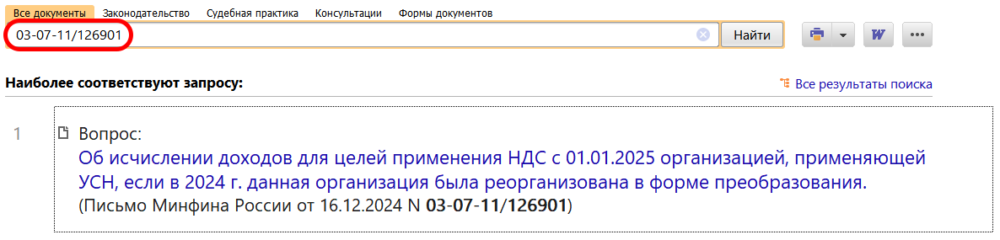 Все документы Законодательство Судебная практика Консультации Формы документов
03-07-11/126901 Найти W
Наиболее соответствуют запросу: Все результаты поиска
1 Вопрос:
Об исчислении доходов для целей применения НДС с 01.01.2025 организацией, применяющей
УСН, если в 2024 г. данная организация была реорганизована в форме преобразования.
(Письмо Минфина России от 16.12.2024 N 03-07-11/126901)